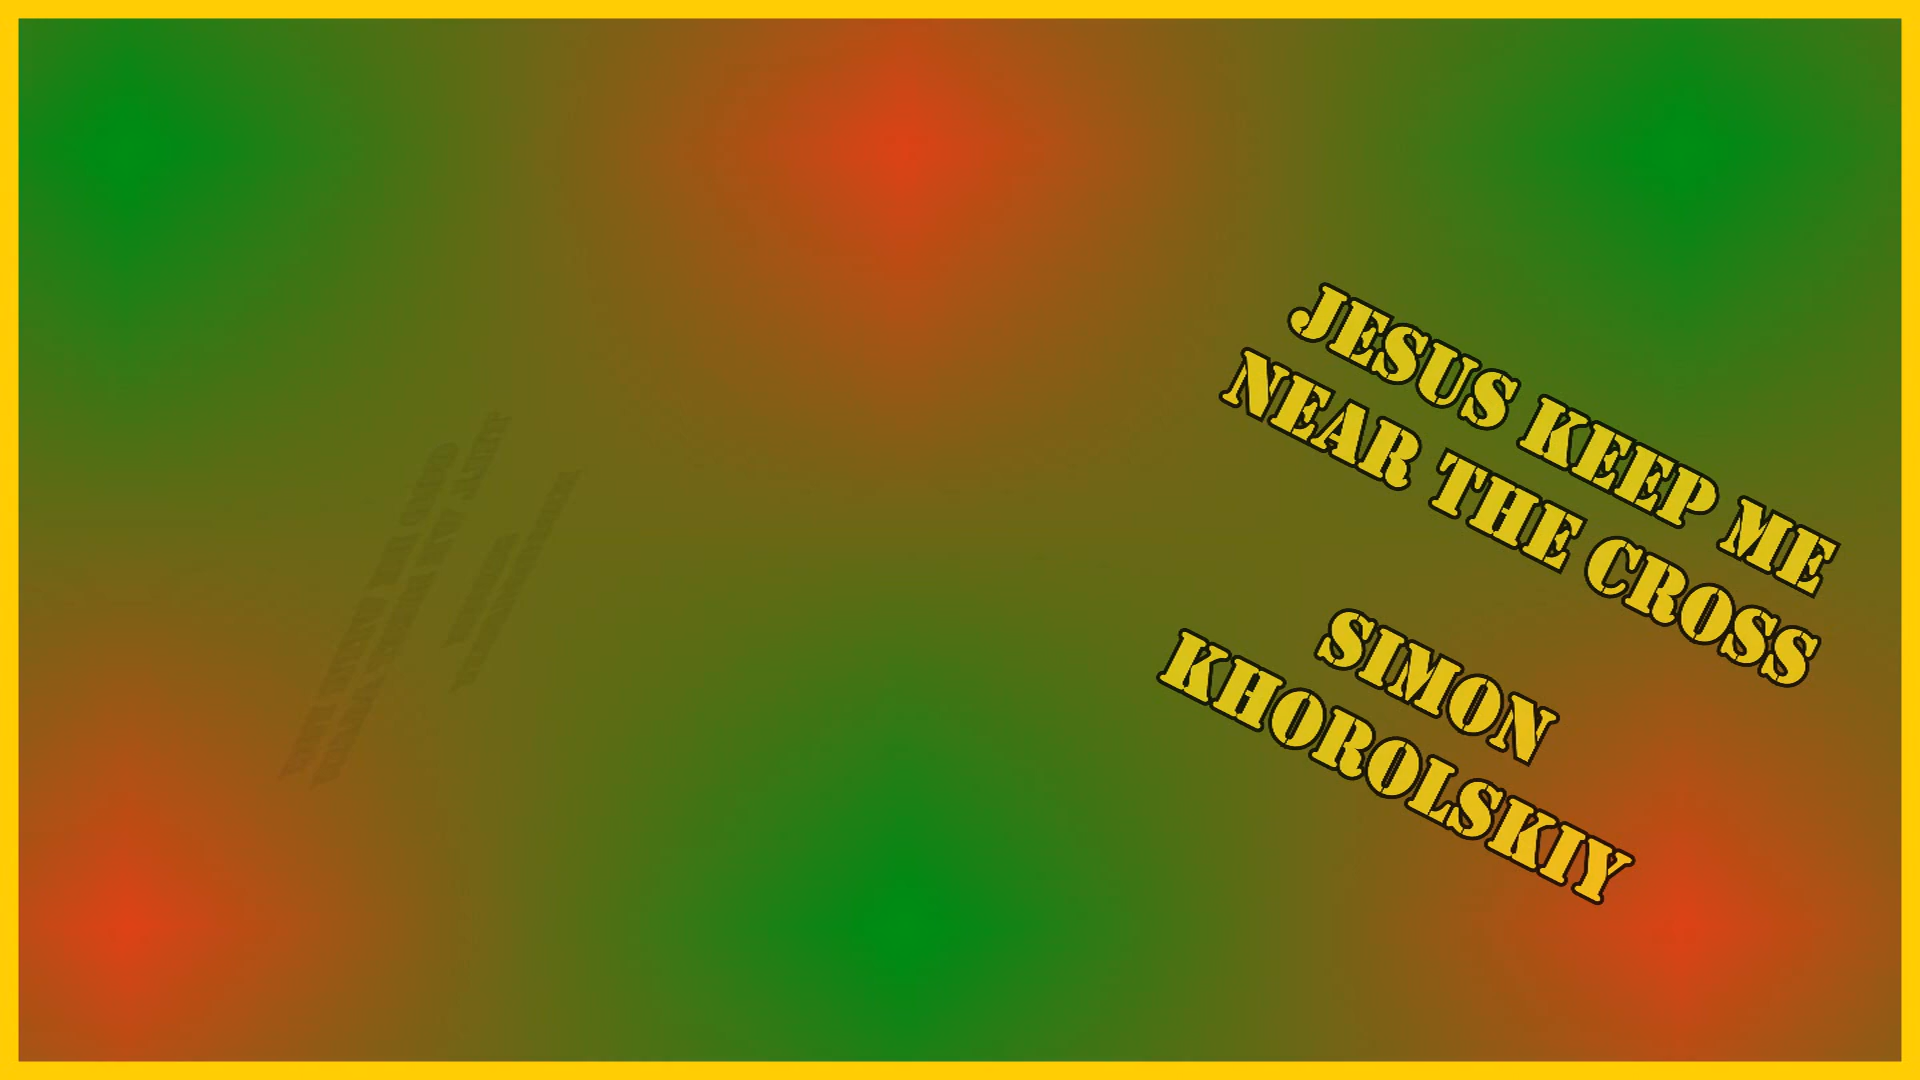 JESUS KEEP ME
NEAR THE CROSS
SIMON
KHOROLSKIY